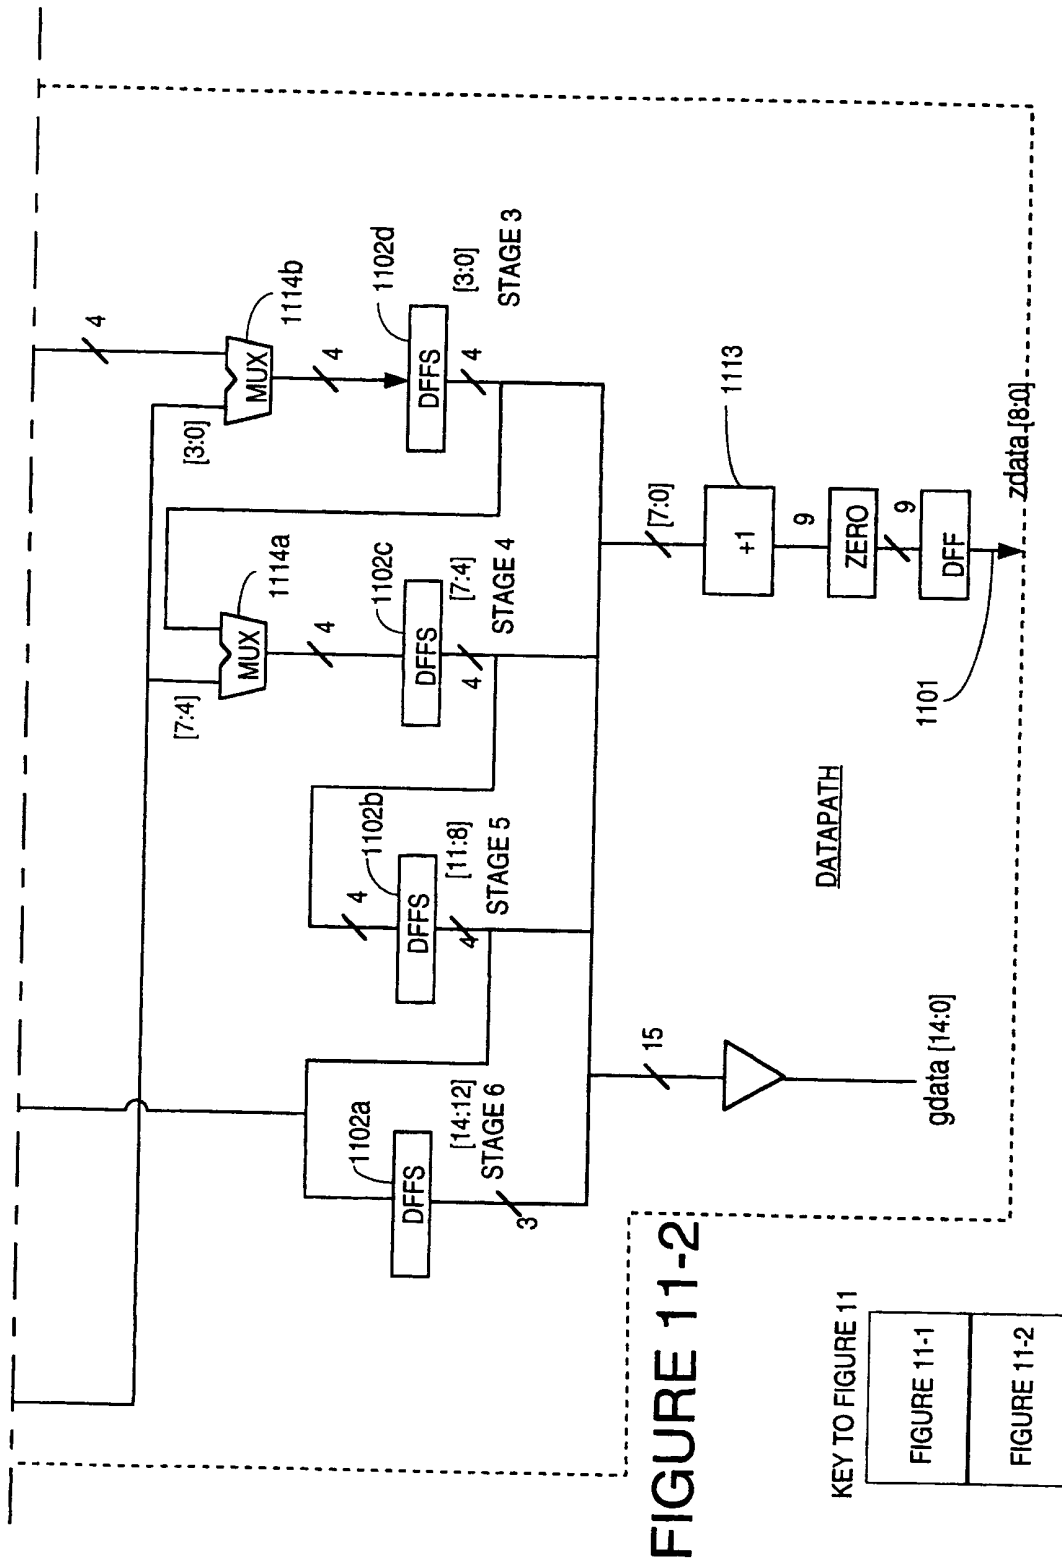 4
[3:0]
MUX
1114b
4
1102d
DFFS
4
[3:0]
STAGE 3
[7:4]
MUX
1114a
4
1102c
DFFS
4
[7:4]
STAGE 4
4
1102b
DFFS
4
[11:8]
STAGE 5
1102a
DFFS
[14:12]
STAGE 6
3
15
gdata [14:0]
[7:0]
+1
1113
9
ZERO
9
DFF
1101
zdata [8:0]
DATAPATH
FIGURE 11-2
KEY TO FIGURE 11
FIGURE 11-1
FIGURE 11-2